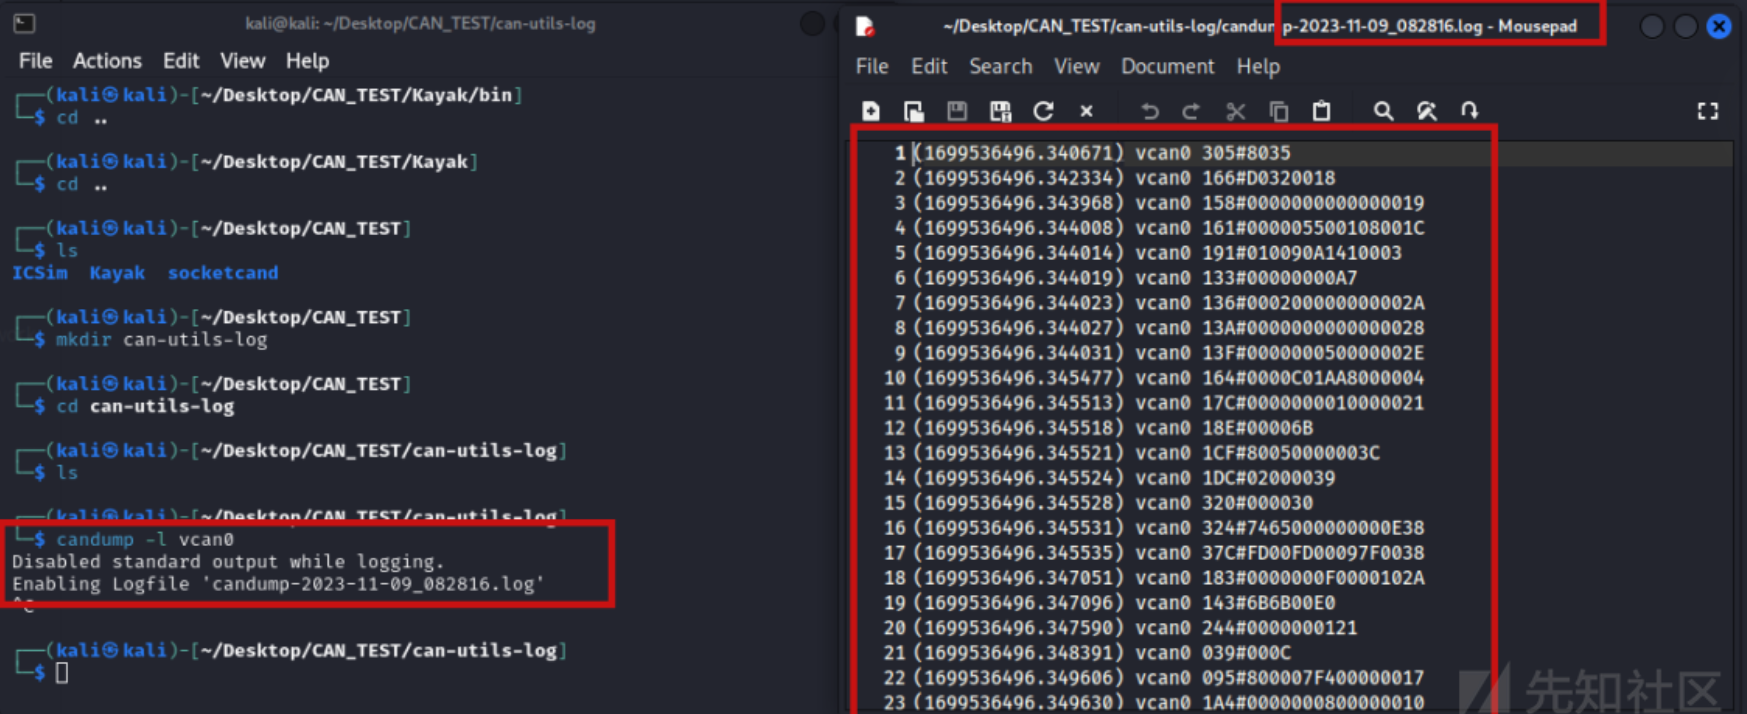 kali@kali: ~/Desktop/CAN_TEST/can-utils-log
File Actions Edit View Help
(kali㉿kali)-[~/Desktop/CAN_TEST/Kayak/bin]
$ cd ..
(kali㉿kali)-[~/Desktop/CAN_TEST/Kayak]
$ cd ..
(kali㉿kali)-[~/Desktop/CAN_TEST]
$ ls
ICSim Kayak socketcand
(kali㉿kali)-[~/Desktop/CAN_TEST]
$ mkdir can-utils-log
(kali㉿kali)-[~/Desktop/CAN_TEST]
$ cd can-utils-log
(kali㉿kali)-[~/Desktop/CAN_TEST/can-utils-log]
$ ls
(kali㉿kali)-[~/Desktop/CAN_TEST/can-utils-log]
$ candump -l vcan0
Disabled standard output while logging.
Enabling Logfile 'candump-2023-11-09_082816.log'
^C
(kali㉿kali)-[~/Desktop/CAN_TEST/can-utils-log]
$
~/Desktop/CAN_TEST/can-utils-log/candump-2023-11-09_082816.log - Mousepad
File Edit Search View Document Help
1 (1699536496.340671) vcan0 305#8035
2 (1699536496.342334) vcan0 166#D0320018
3 (1699536496.343968) vcan0 158#0000000000000019
4 (1699536496.344008) vcan0 161#000005500108001C
5 (1699536496.344014) vcan0 191#010090A1410003
6 (1699536496.344019) vcan0 133#00000000A7
7 (1699536496.344023) vcan0 136#000200000000002A
8 (1699536496.344027) vcan0 13A#0000000000000028
9 (1699536496.344031) vcan0 13F#000000050000002E
10 (1699536496.345477) vcan0 164#0000C01AA8000004
11 (1699536496.345513) vcan0 17C#0000000010000021
12 (1699536496.345518) vcan0 18E#00006B
13 (1699536496.345521) vcan0 1CF#80050000003C
14 (1699536496.345524) vcan0 1DC#02000039
15 (1699536496.345528) vcan0 320#000030
16 (1699536496.345531) vcan0 324#7465000000000E38
17 (1699536496.345535) vcan0 37C#FD00FD00097F0038
18 (1699536496.347051) vcan0 183#0000000F0000102A
19 (1699536496.347096) vcan0 143#6B6B00E0
20 (1699536496.347590) vcan0 244#0000000121
21 (1699536496.348391) vcan0 039#000C
22 (1699536496.349606) vcan0 095#800007F400000017
23 (1699536496.349630) vcan0 1A4#0000000800000010
先知社区